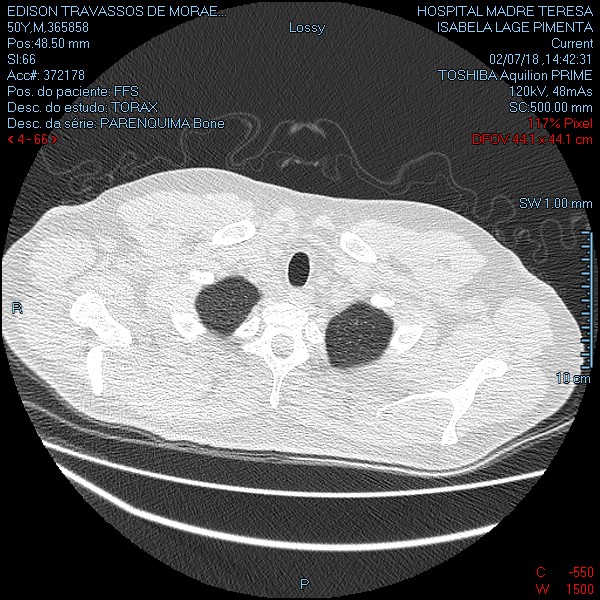 EDISON TRAVASSOS DE MORAE...
50Y,M,365858
Pos:48.50 mm
SI:66
Acc#: 372178
Pos. do paciente: FFS
Desc. do estudo: TORAX
Desc. da série: PARENQUIMA Bone
< 4 - 66 >
Lossy
HOSPITAL MADRE TERESA
ISABELA LAGE PIMENTA
Current
02/07/18 ,14:42:31
TOSHIBA Aquilion PRIME
120kV, 48mAs
SC:500.00 mm
117% Pixel
DFOV 44.1 x 44.1 cm
SW 1.00 mm
R
10 cm
P
C -550
W 1500